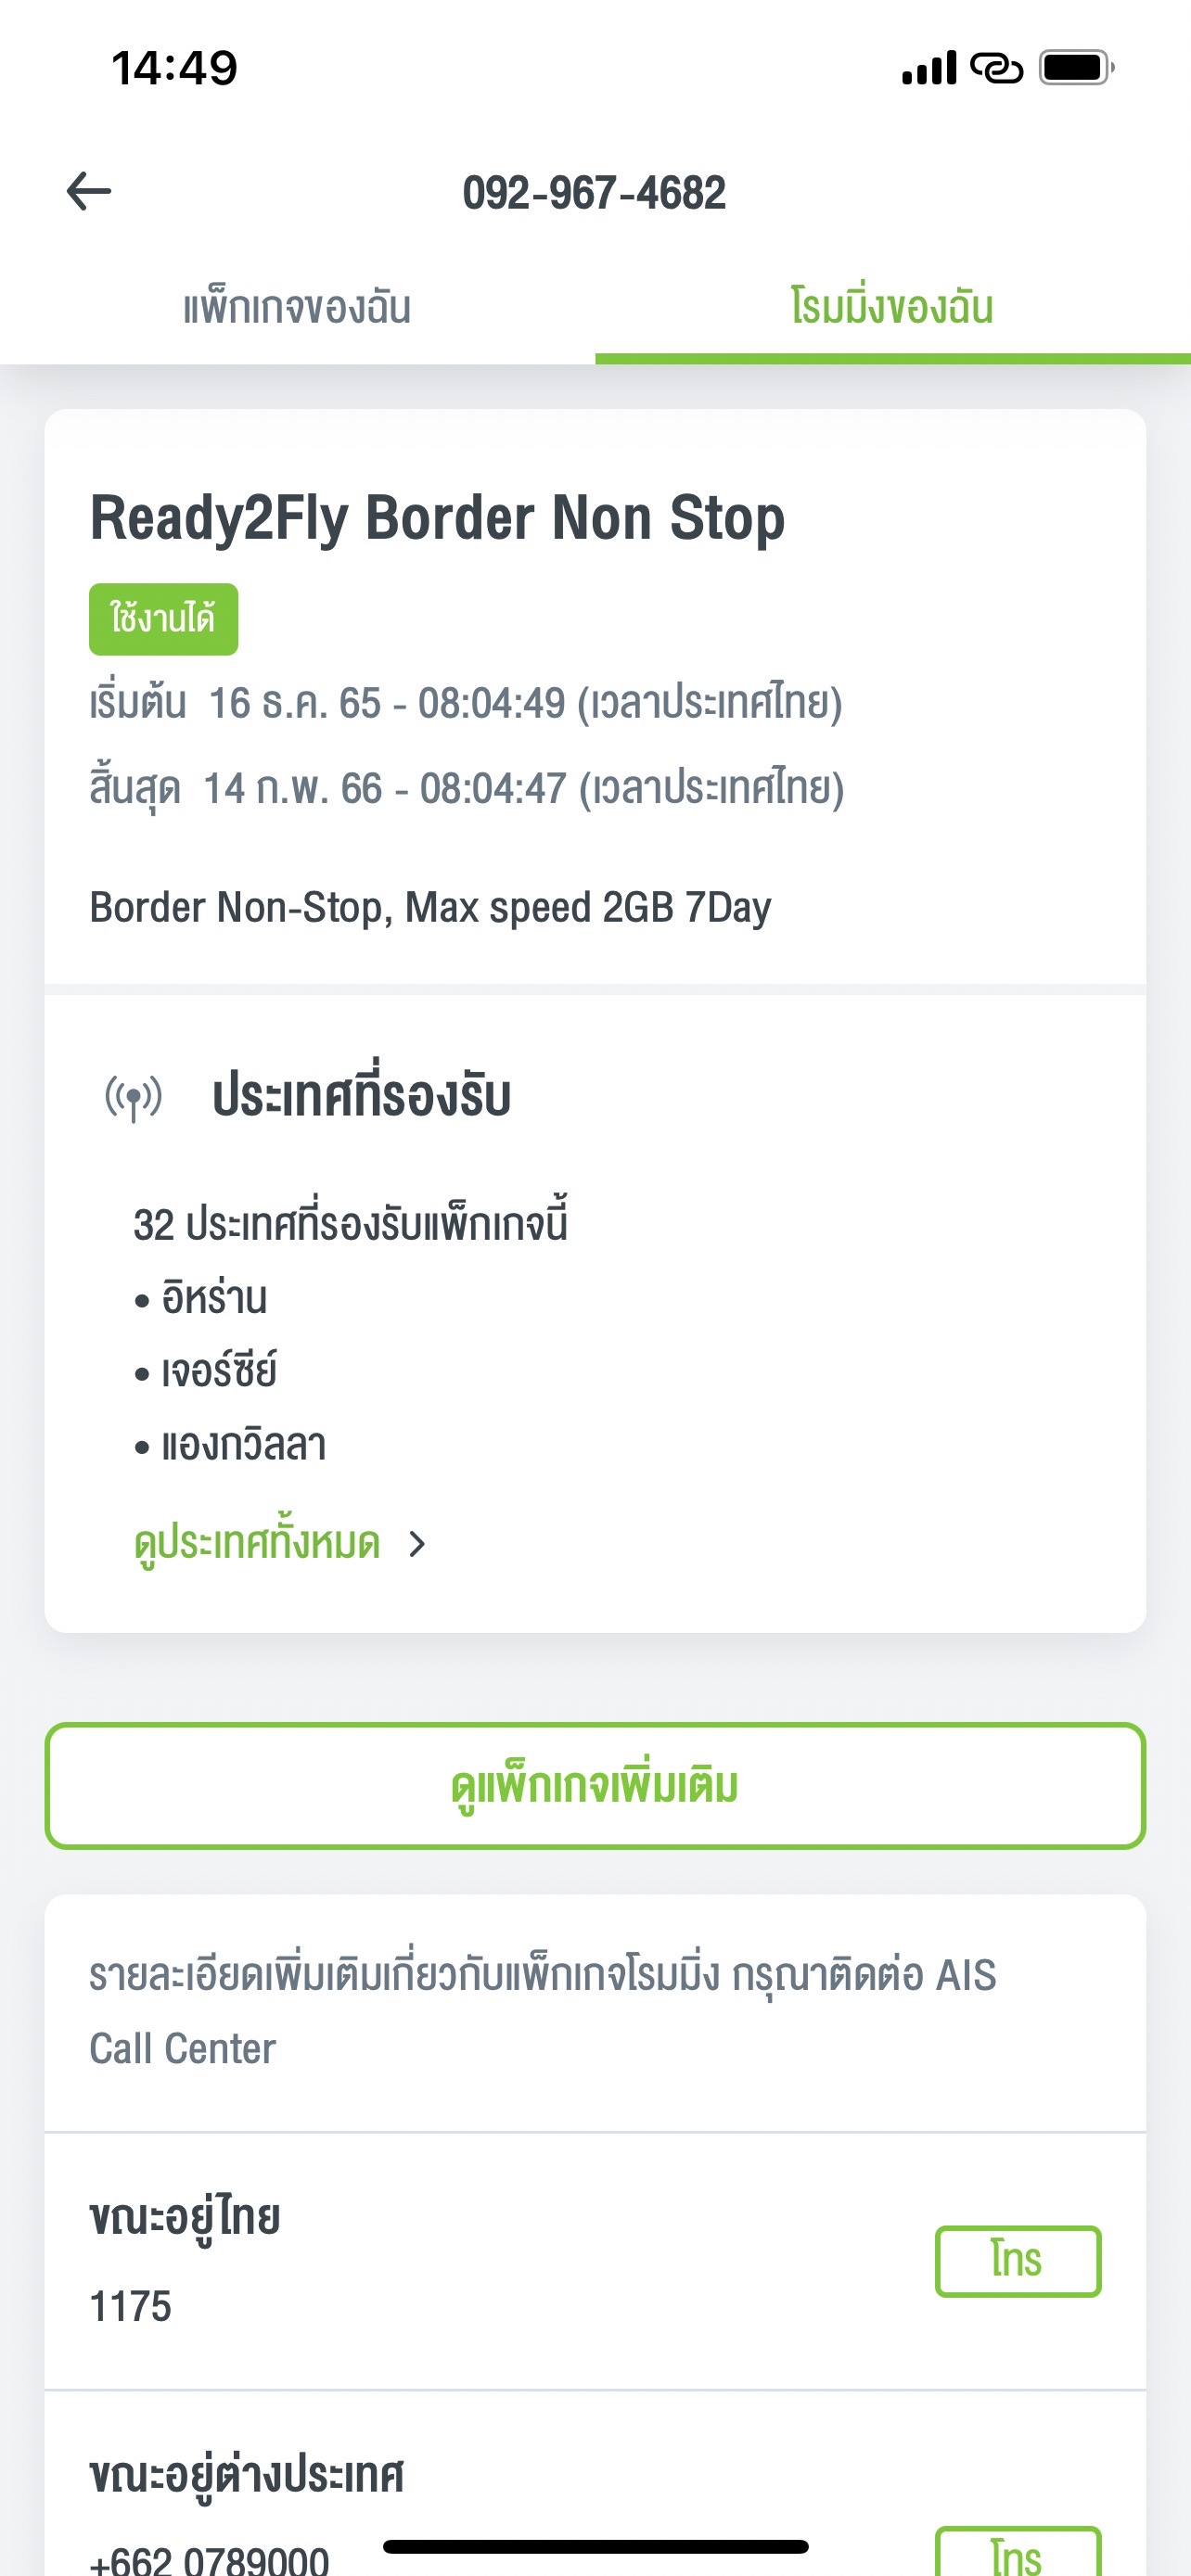 14:49
092-967-4682
แพ็กเกจของฉัน
โรมมิ่งของฉัน
Ready2Fly Border Non Stop
ใช้งานได้
เริ่มต้น 16 ธ.ค. 65 - 08:04:49 (เวลาประเทศไทย)
สิ้นสุด 14 ก.พ. 66 - 08:04:47 (เวลาประเทศไทย)
Border Non-Stop, Max speed 2GB 7Day
ประเทศที่รองรับ
32 ประเทศที่รองรับแพ็กเกจนี้
• อิหร่าน
• เจอร์ซีย์
• แองกวิลลา
ดูประเทศทั้งหมด
ดูแพ็กเกจเพิ่มเติม
รายละเอียดเพิ่มเติมเกี่ยวกับแพ็กเกจโรมมิ่ง กรุณาติดต่อ AIS
Call Center
ขณะอยู่ไทย
1175
โทร
ขณะอยู่ต่างประเทศ
+662 0789000
โทร